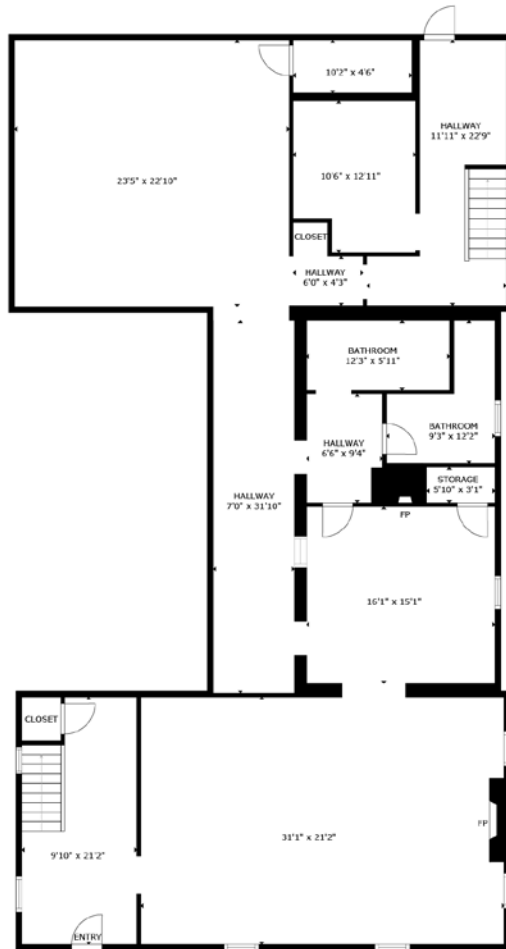 10'2" x 4'6"
HALLWAY
11'11" x 22'9"
23'5" x 22'10"
10'6" x 12'11"
CLOSET
HALLWAY
6'0" x 4'3"
BATHROOM
12'3" x 5'11"
BATHROOM
9'3" x 12'2"
HALLWAY
6'6" x 9'4"
STORAGE
5'10" x 3'1"
HALLWAY
7'0" x 31'10"
FP
16'1" x 15'1"
CLOSET
31'1" x 21'2"
FP
9'10" x 21'2"
ENTRY